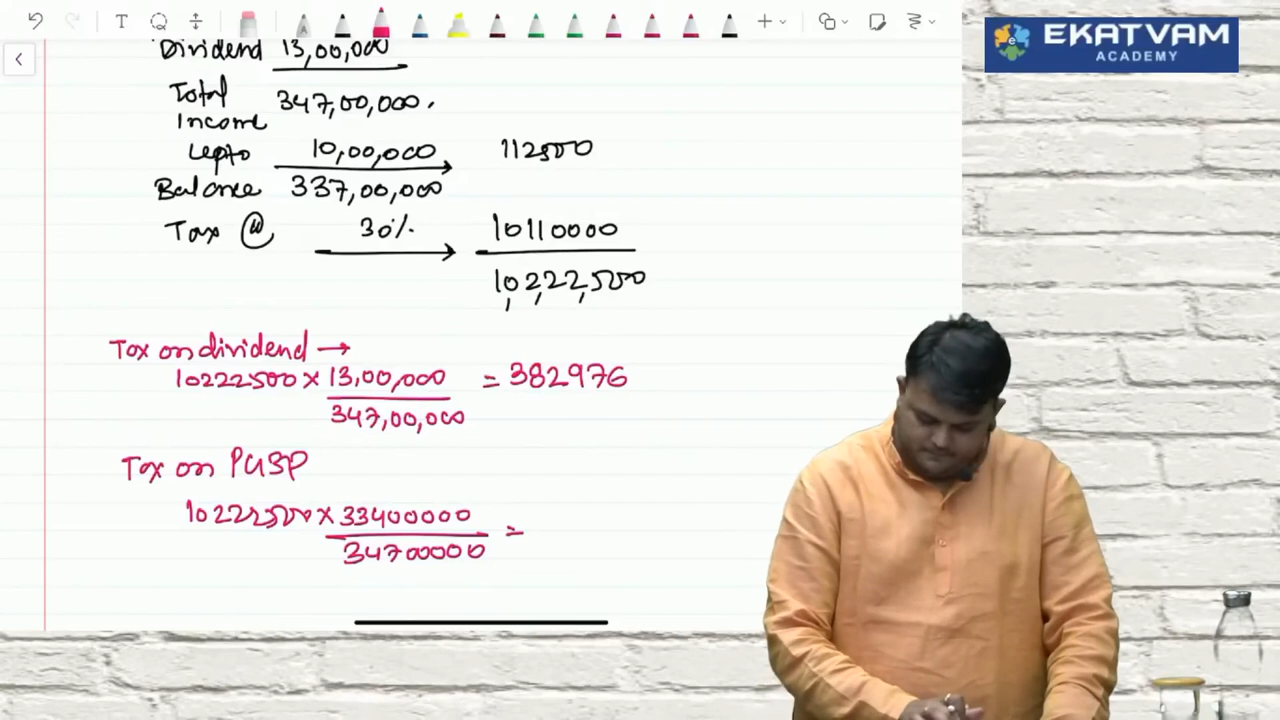 EKATVAM
ACADEMY
Dividend 13,00,000
Total Income 347,00,000.
Upto 10,00,000 → 112500
Balance 337,00,000
Tax @ 30% → 10110000
10,222,500
Tax on dividend →
10222500 × 13,00,000 / 347,00,000 = 382976
Tax on PGBP
10222500 × 33400000 / 34700000 =